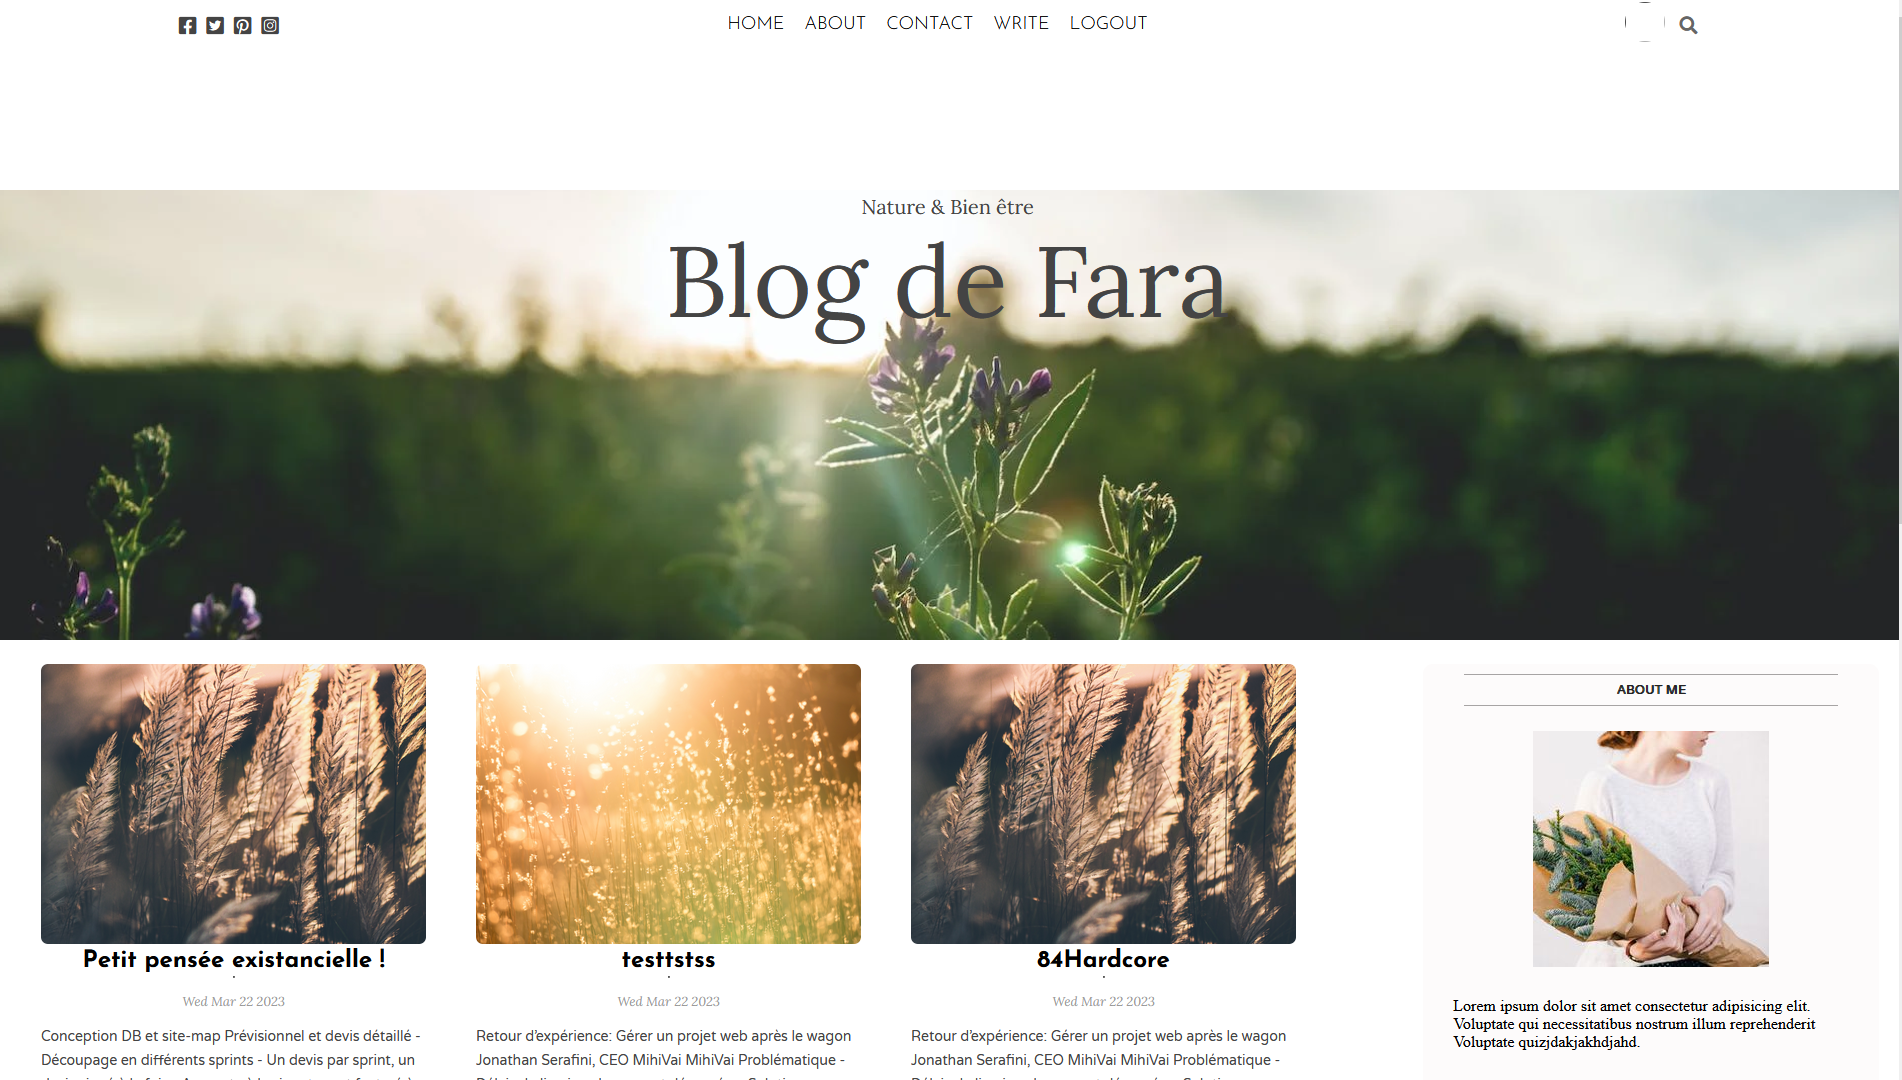 HOME ABOUT CONTACT WRITE LOGOUT
Nature & Bien être
Blog de Fara
Petit pensée existancielle !
Wed Mar 22 2023
Conception DB et site-map Prévisionnel et devis détaillé -
Découpage en différents sprints - Un devis par sprint, un
testtstss
Wed Mar 22 2023
Retour d'expérience: Gérer un projet web après le wagon
Jonathan Serafini, CEO MihiVai MihiVai Problématique -
84Hardcore
Wed Mar 22 2023
Retour d'expérience: Gérer un projet web après le wagon
Jonathan Serafini, CEO MihiVai MihiVai Problématique -
ABOUT ME
Lorem ipsum dolor sit amet consectetur adipisicing elit.
Voluptate qui necessitatibus nostrum illum reprehenderit
Voluptate quizjdakjakhdjahd.